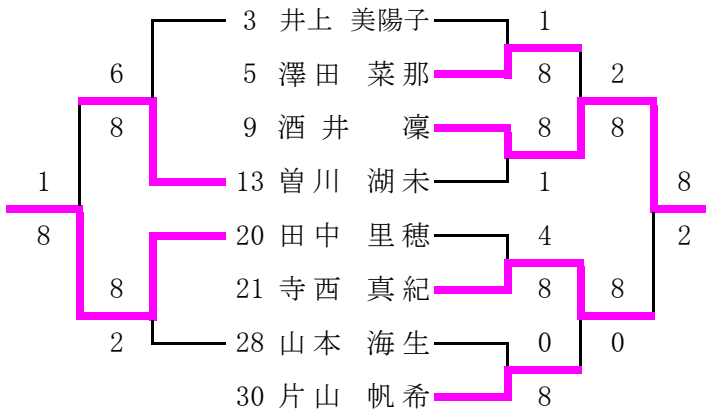 3 井上 美陽子 1
6 5 澤田 菜那 8 2
8 9 酒井 凜 8 8
1 13 曽川 湖未 1 8
8 20 田中 里穂 4 2
8 21 寺西 真紀 8 8
2 28 山本 海生 0 0
30 片山 帆希 8